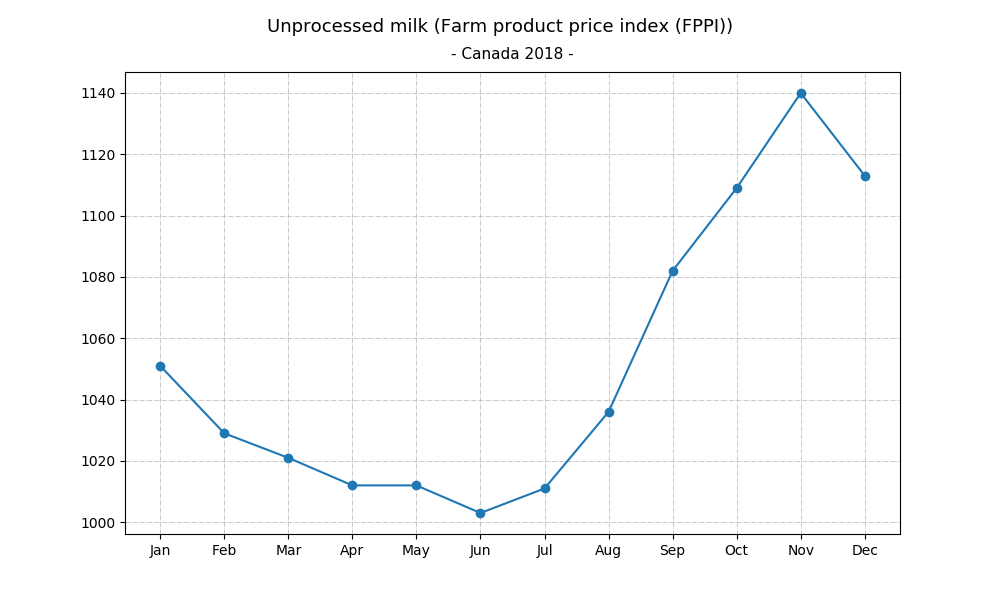 Unprocessed milk (Farm product price index (FPPI))
- Canada 2018 -
1140
1120
1100
1080
1060
1040
1020
1000
Jan Feb Mar Apr May Jun Jul Aug Sep Oct Nov Dec